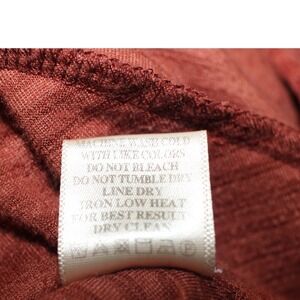 MACHINE WASH COLD
WITH LIKE COLORS
DO NOT BLEACH
DO NOT TUMBLE DRY
LINE DRY
IRON LOW HEAT
FOR BEST RESULT
DRY CLEAN